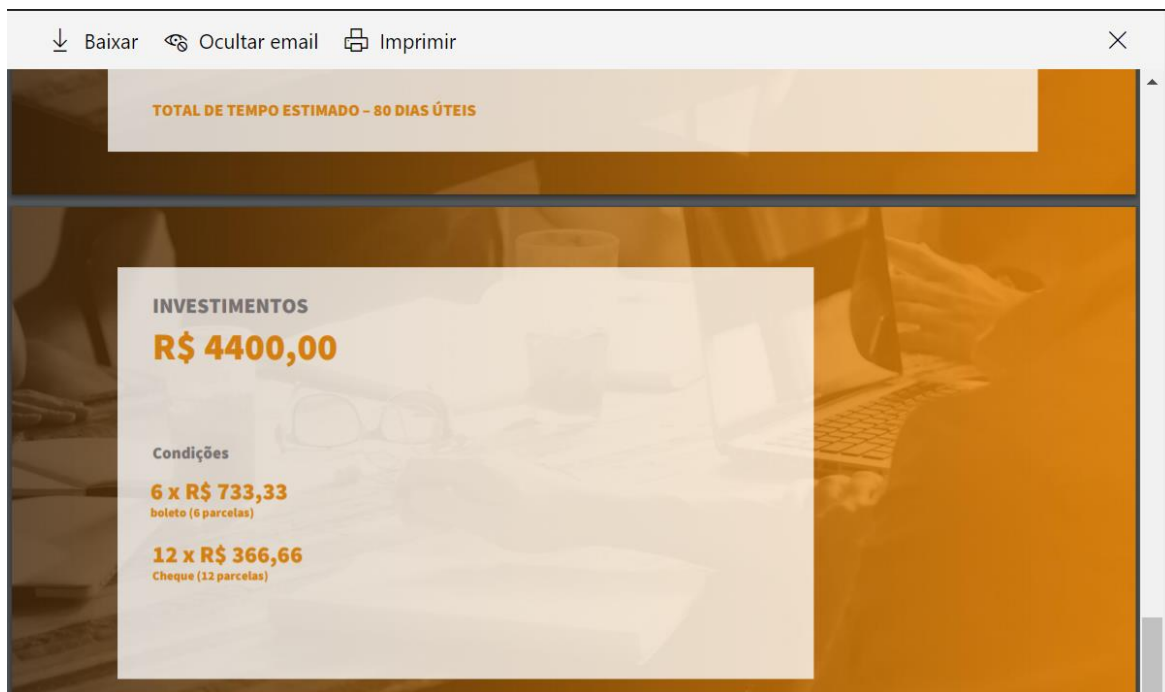 Baixar Ocultar email Imprimir
TOTAL DE TEMPO ESTIMADO – 80 DIAS ÚTEIS
INVESTIMENTOS
R$ 4400,00
Condições
6 x R$ 733,33
boleto (6 parcelas)
12 x R$ 366,66
Cheque (12 parcelas)